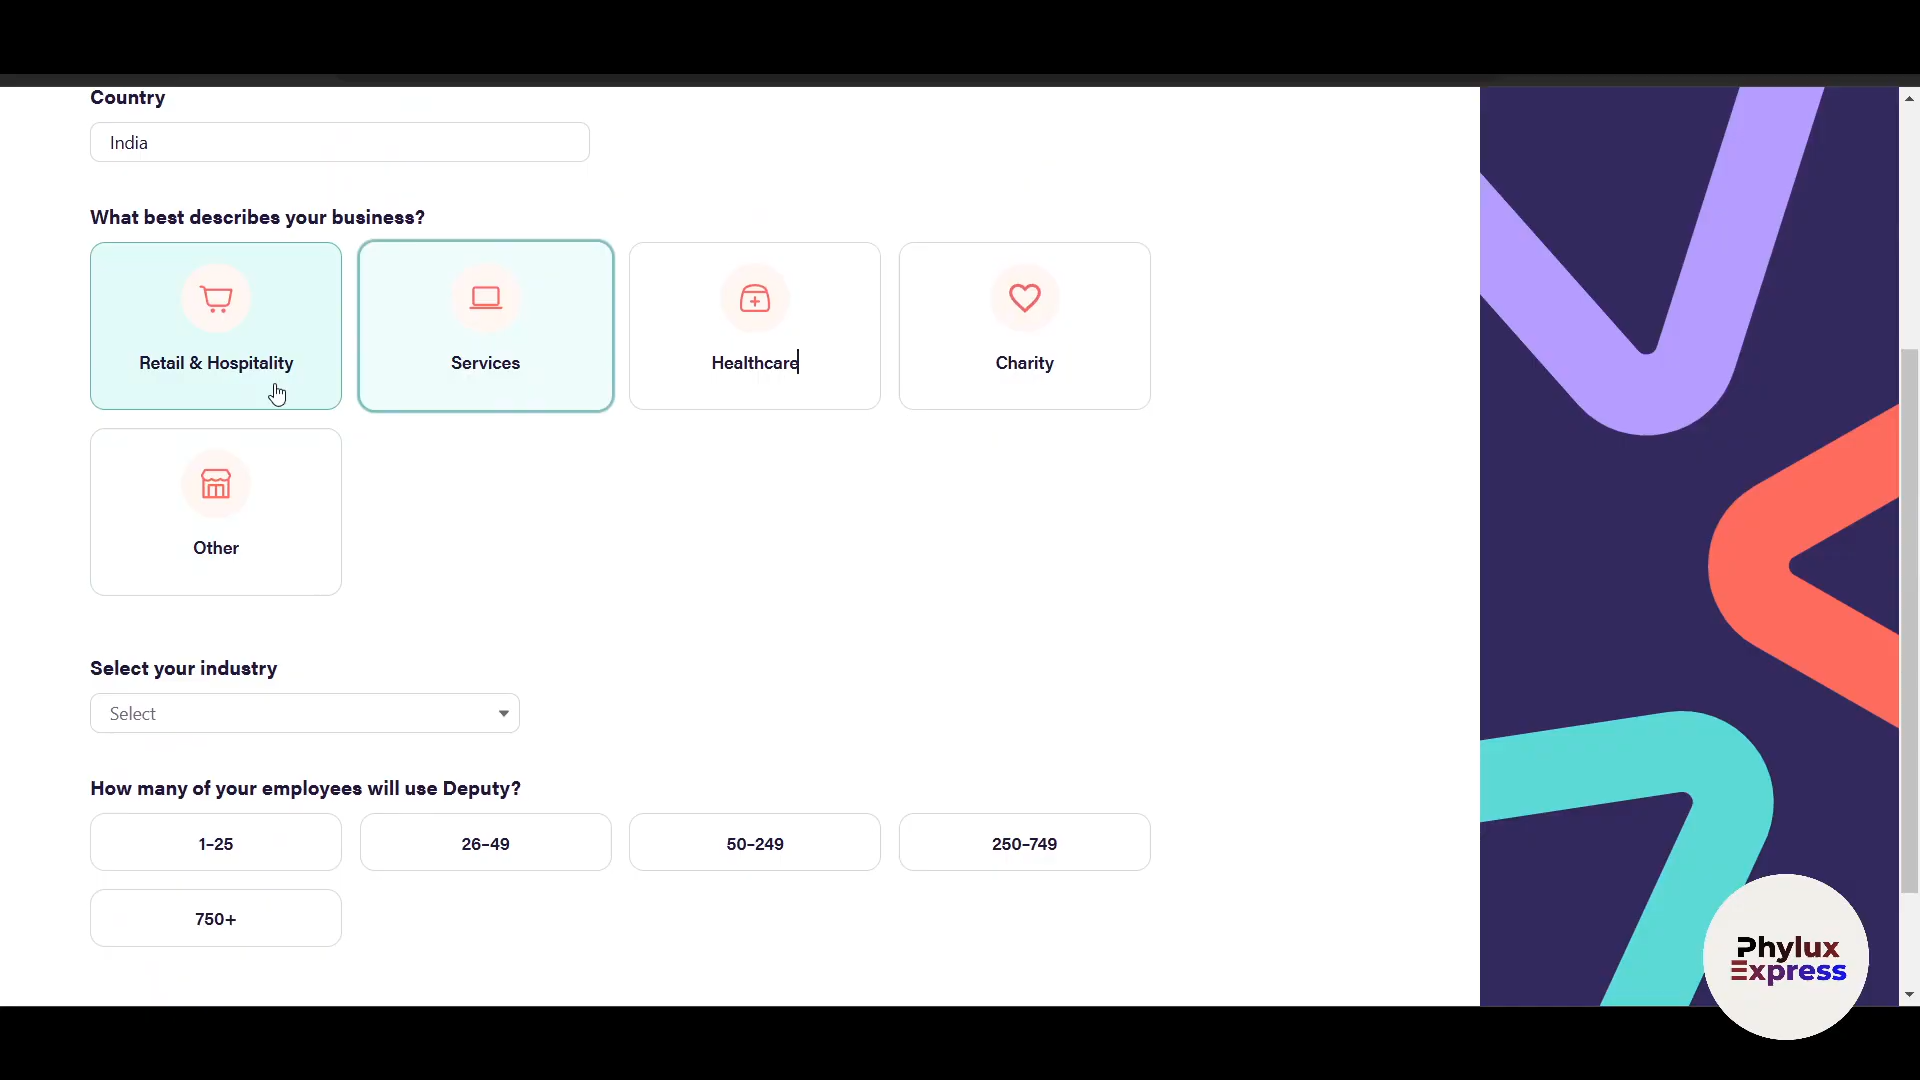 Country
India
What best describes your business?
Retail & Hospitality
Services
Healthcare
Charity
Other
Select your industry
Select
How many of your employees will use Deputy?
1-25
26-49
50-249
250-749
750+
Phylux
Express